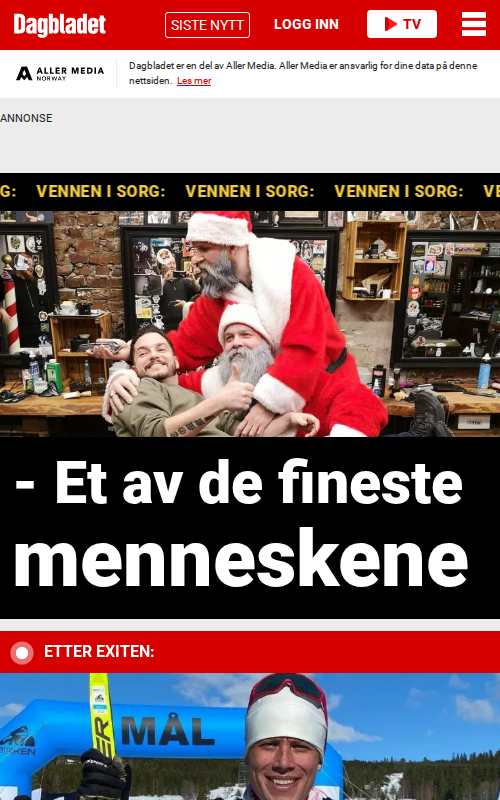 Dagbladet
SISTE NYTT
LOGG INN
TV
ALLER MEDIA
NORWAY
Dagbladet er en del av Aller Media. Aller Media er ansvarlig for dine data på denne
nettsiden. Les mer
ANNONSE
G: VENNEN I SORG: VENNEN I SORG: VENNEN I SORG: VE
- Et av de fineste
menneskene
ETTER EXITEN:
MÅL
BIRKEN
ER